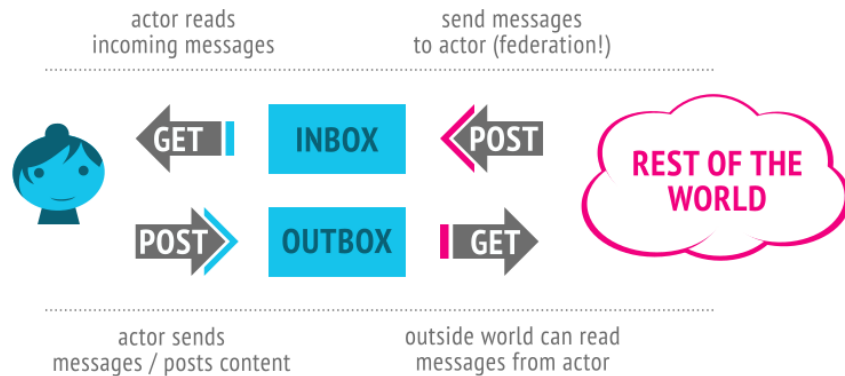 actor reads
incoming messages
send messages
to actor (federation!)
GET
INBOX
POST
REST OF THE
WORLD
POST
OUTBOX
GET
actor sends
messages / posts content
outside world can read
messages from actor